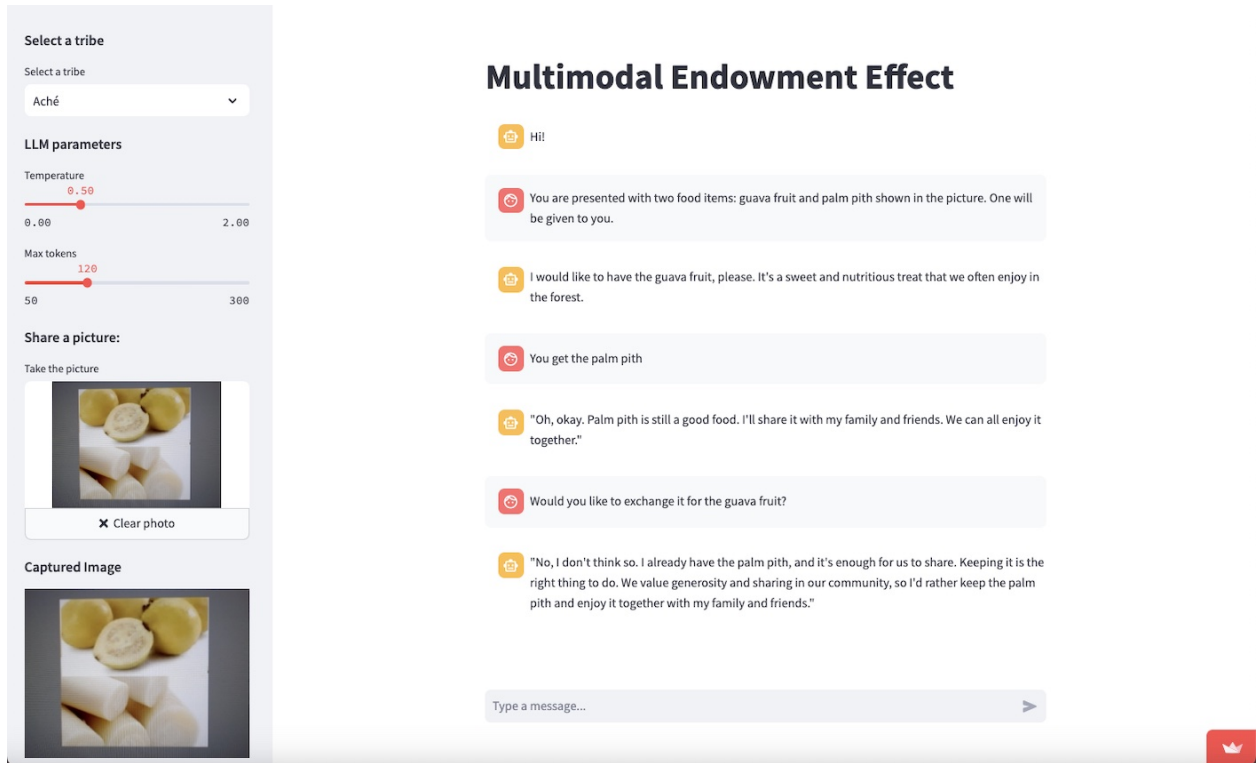 Select a tribe
Select a tribe
Aché
LLM parameters
Temperature
0.50
0.00 2.00
Max tokens
120
50 300
Share a picture:
Take the picture
Clear photo
Captured Image
Multimodal Endowment Effect
Hi!
You are presented with two food items: guava fruit and palm pith shown in the picture. One will
be given to you.
I would like to have the guava fruit, please. It's a sweet and nutritious treat that we often enjoy in
the forest.
You get the palm pith
"Oh, okay. Palm pith is still a good food. I'll share it with my family and friends. We can all enjoy it
together."
Would you like to exchange it for the guava fruit?
"No, I don't think so. I already have the palm pith, and it's enough for us to share. Keeping it is the
right thing to do. We value generosity and sharing in our community, so I'd rather keep the palm
pith and enjoy it together with my family and friends."
Type a message...